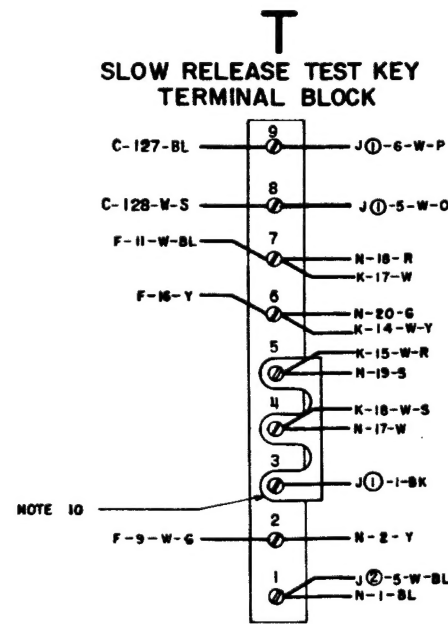 T
SLOW RELEASE TEST KEY
TERMINAL BLOCK
9
C-127-BL J①-6-W-P
8
C-128-W-S J①-5-W-O
F-11-W-BL 7
N-18-R
K-17-W
F-16-Y 6
N-20-G
K-14-W-Y
5 K-15-W-R
N-19-S
4 K-18-W-S
N-17-W
3
J①-1-BK
NOTE 10
2
F-9-W-G N-2-Y
1 J②-5-W-BL
N-1-BL